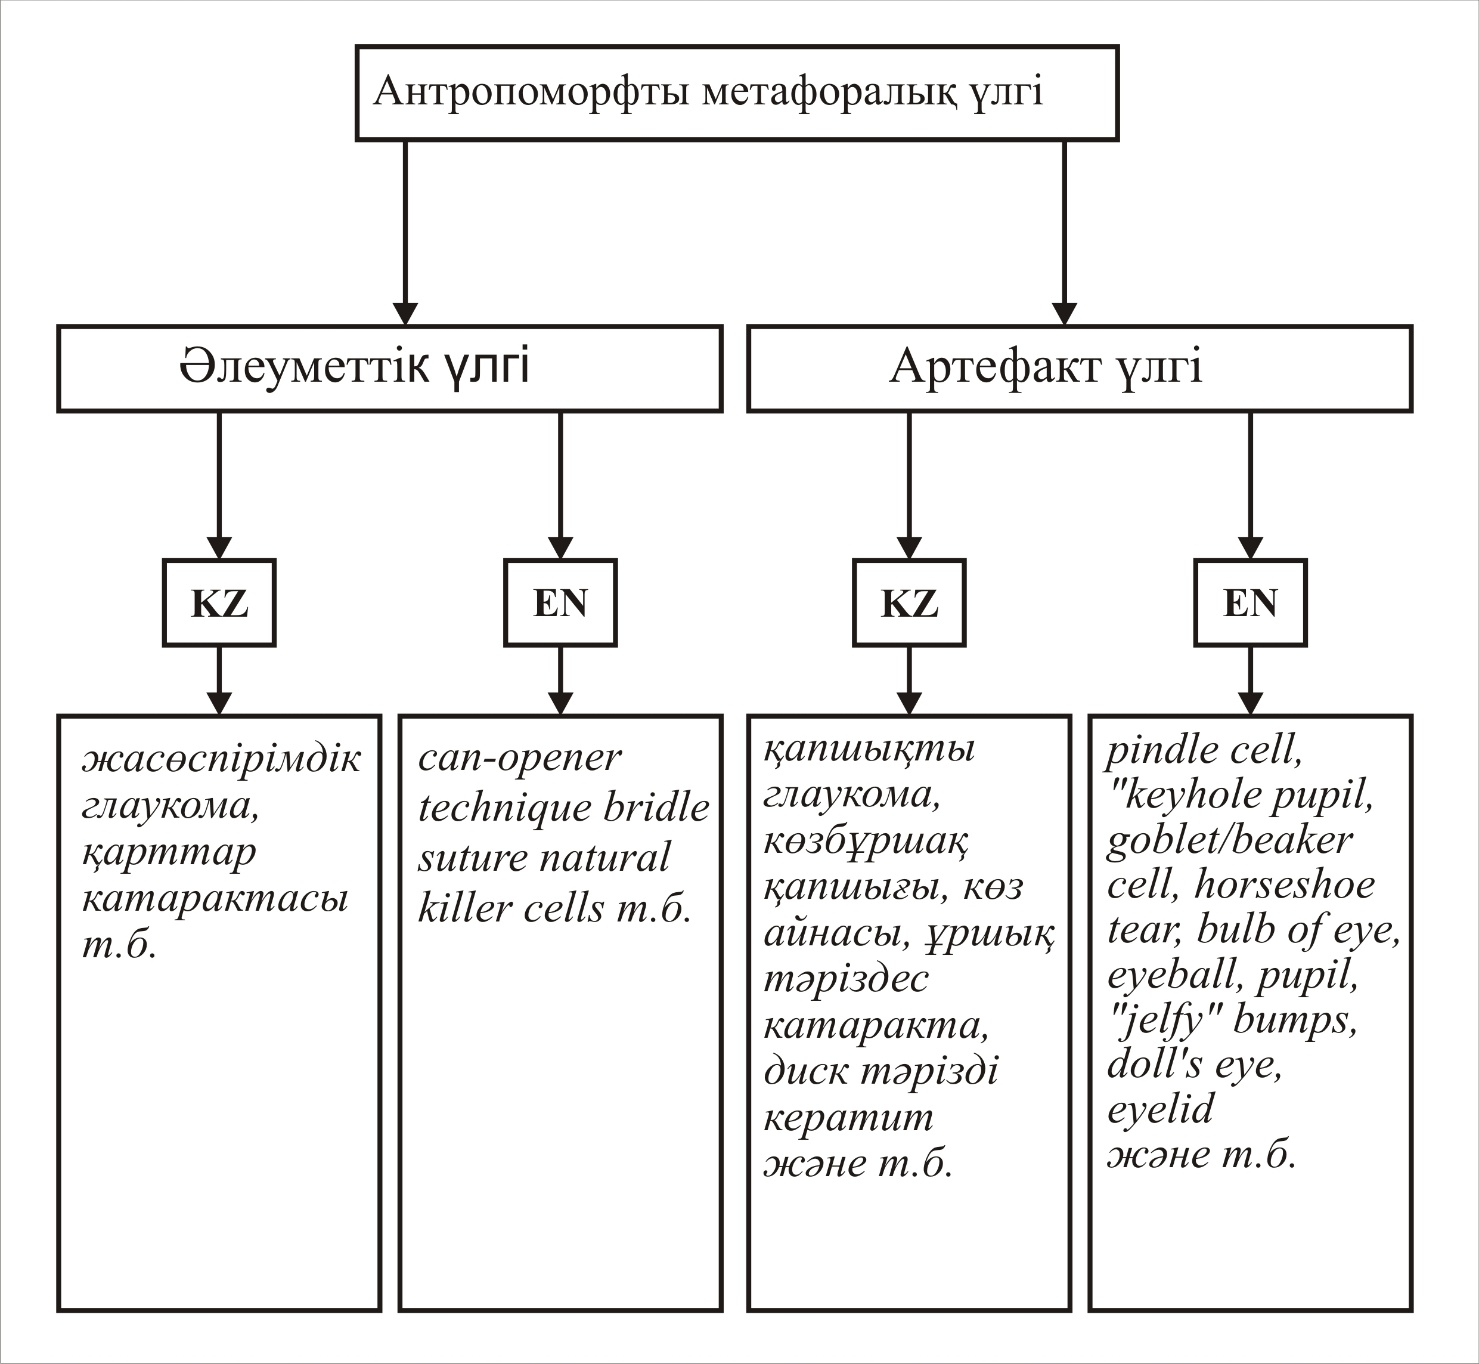 Антропоморфты метафоралық үлгі
Әлеуметтік үлгі
Артефакт үлгі
KZ
EN
KZ
EN
жасөспірімдік
глаукома,
қарттар
катарактасы
т.б.
can-opener
technique bridle
suture natural
killer cells т.б.
қапшықты
глаукома,
көзбұршақ
қапшығы, көз
айнасы, ұршық
тәріздес
катаракта,
диск тәрізді
кератит
және т.б.
pindle cell,
"keyhole pupil,
goblet/beaker
cell, horseshoe
tear, bulb of eye,
eyeball, pupil,
"jelfy" bumps,
doll's eye,
eyelid
және т.б.